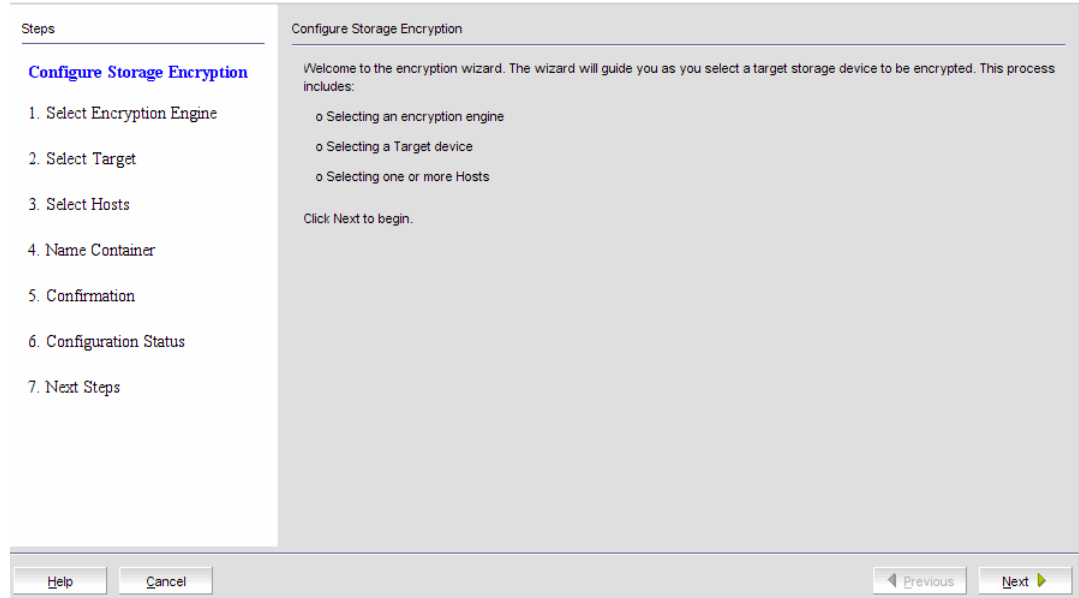 Steps
Configure Storage Encryption
1. Select Encryption Engine
2. Select Target
3. Select Hosts
4. Name Container
5. Confirmation
6. Configuration Status
7. Next Steps
Configure Storage Encryption
Welcome to the encryption wizard. The wizard will guide you as you select a target storage device to be encrypted. This process
includes:
o Selecting an encryption engine
o Selecting a Target device
o Selecting one or more Hosts
Click Next to begin.
Help
Cancel
Previous
Next